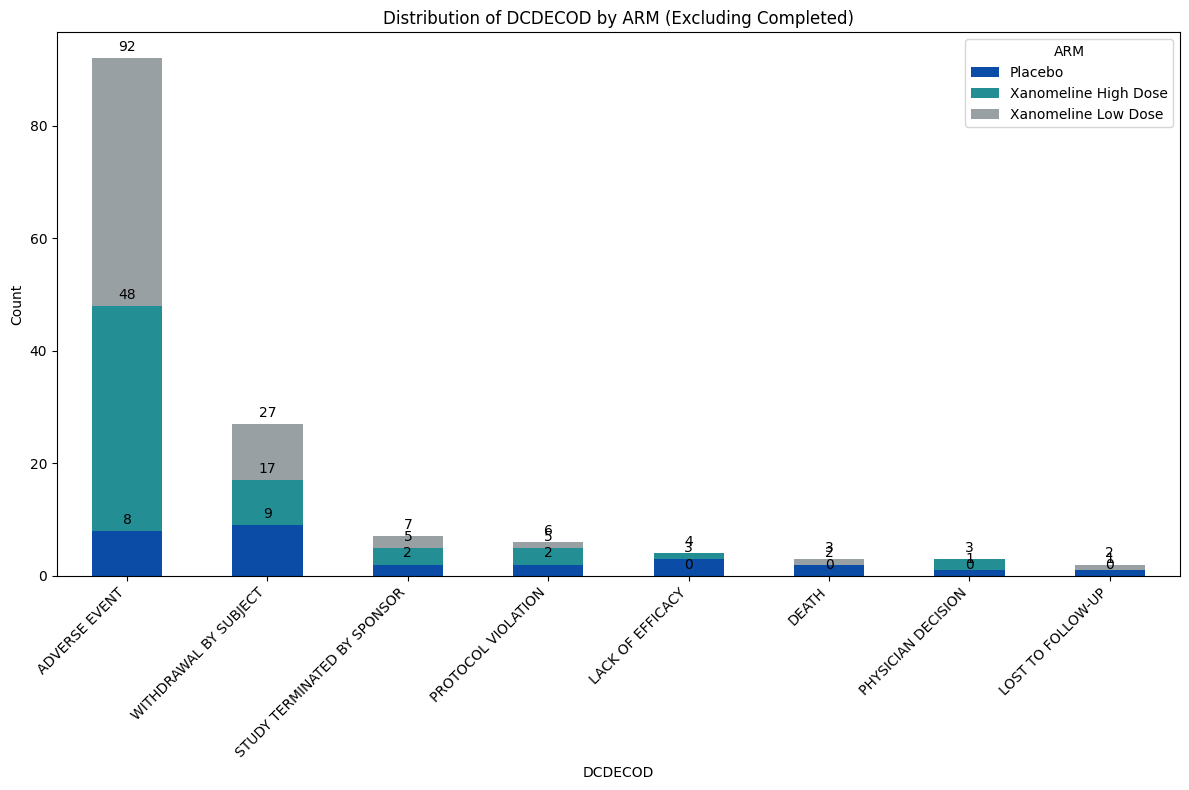 Distribution of DCDECOD by ARM (Excluding Completed)
ARM
Placebo
Xanomeline High Dose
Xanomeline Low Dose
Count
80
60
40
20
0
92
48
8
27
17
9
7
5
2
6
5
2
4
3
0
3
2
0
3
1
0
2
1
0
ADVERSE EVENT
WITHDRAWAL BY SUBJECT
STUDY TERMINATED BY SPONSOR
PROTOCOL VIOLATION
LACK OF EFFICACY
DEATH
PHYSICIAN DECISION
LOST TO FOLLOW-UP
DCDECOD